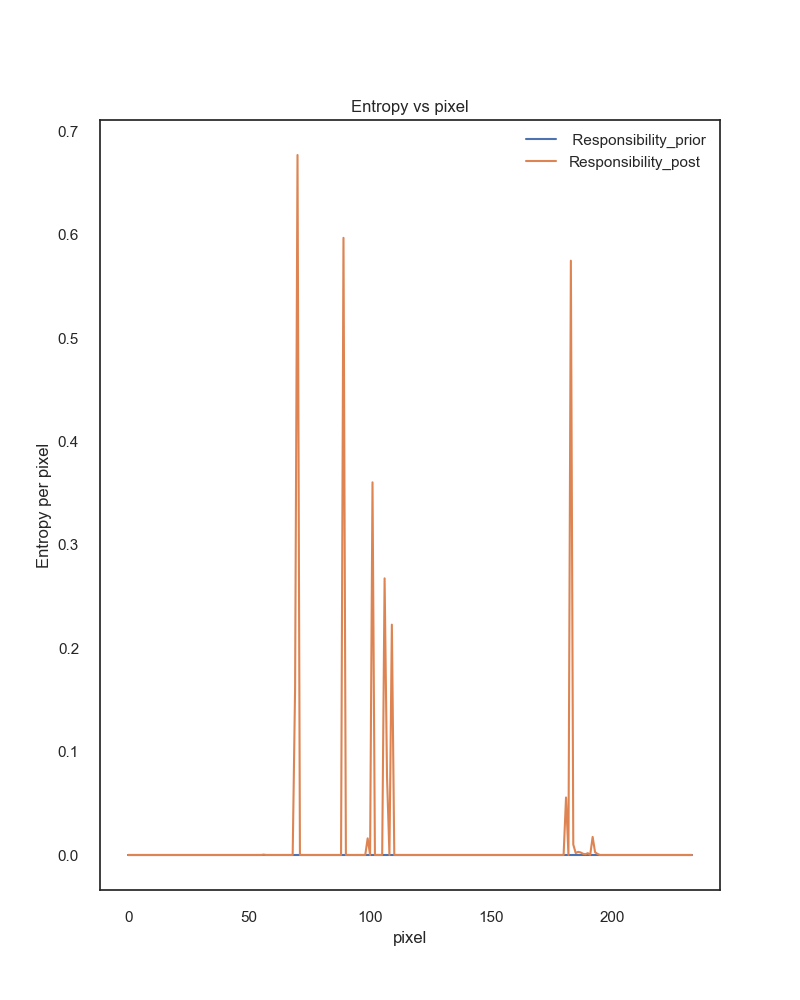 Entropy vs pixel
Responsibility_prior
Responsibility_post
0.7
0.6
0.5
0.4
0.3
0.2
0.1
0.0
Entropy per pixel
0 50 100 150 200
pixel